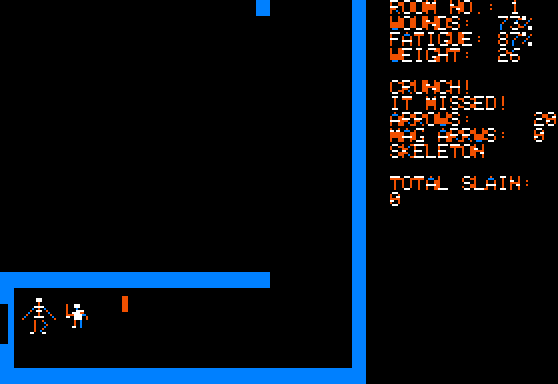 ROOM NO.: 1
WOUNDS: 73%
FATIGUE: 87%
WEIGHT: 26
CRUNCH!
IT MISSED!
ARROWS: 20
MAG ARRWS: 0
SKELETON
TOTAL SLAIN:
0